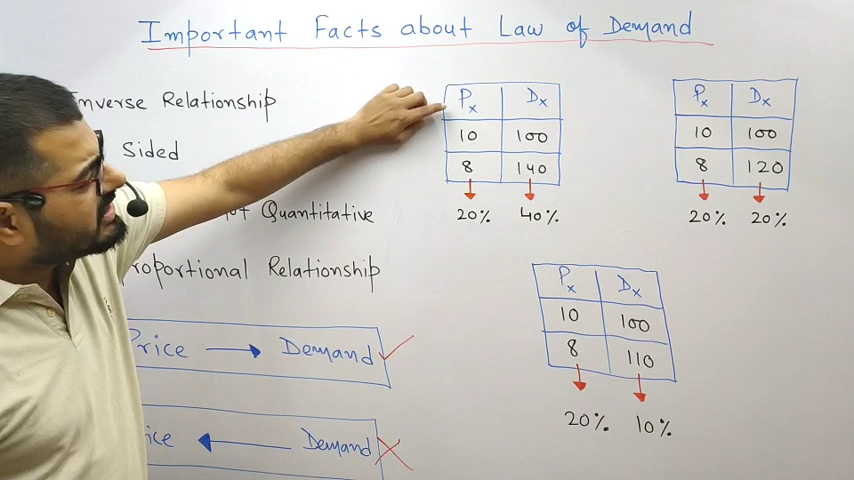 Important Facts about Law of Demand
Inverse Relationship
Sided
Quantitative
Proportional Relationship
Price → Demand ✓
← Demand ✗
Px Dx
10 100
8 140
20% 40%
Px Dx
10 100
8 120
20% 20%
Px Dx
10 100
8 110
20% 10%